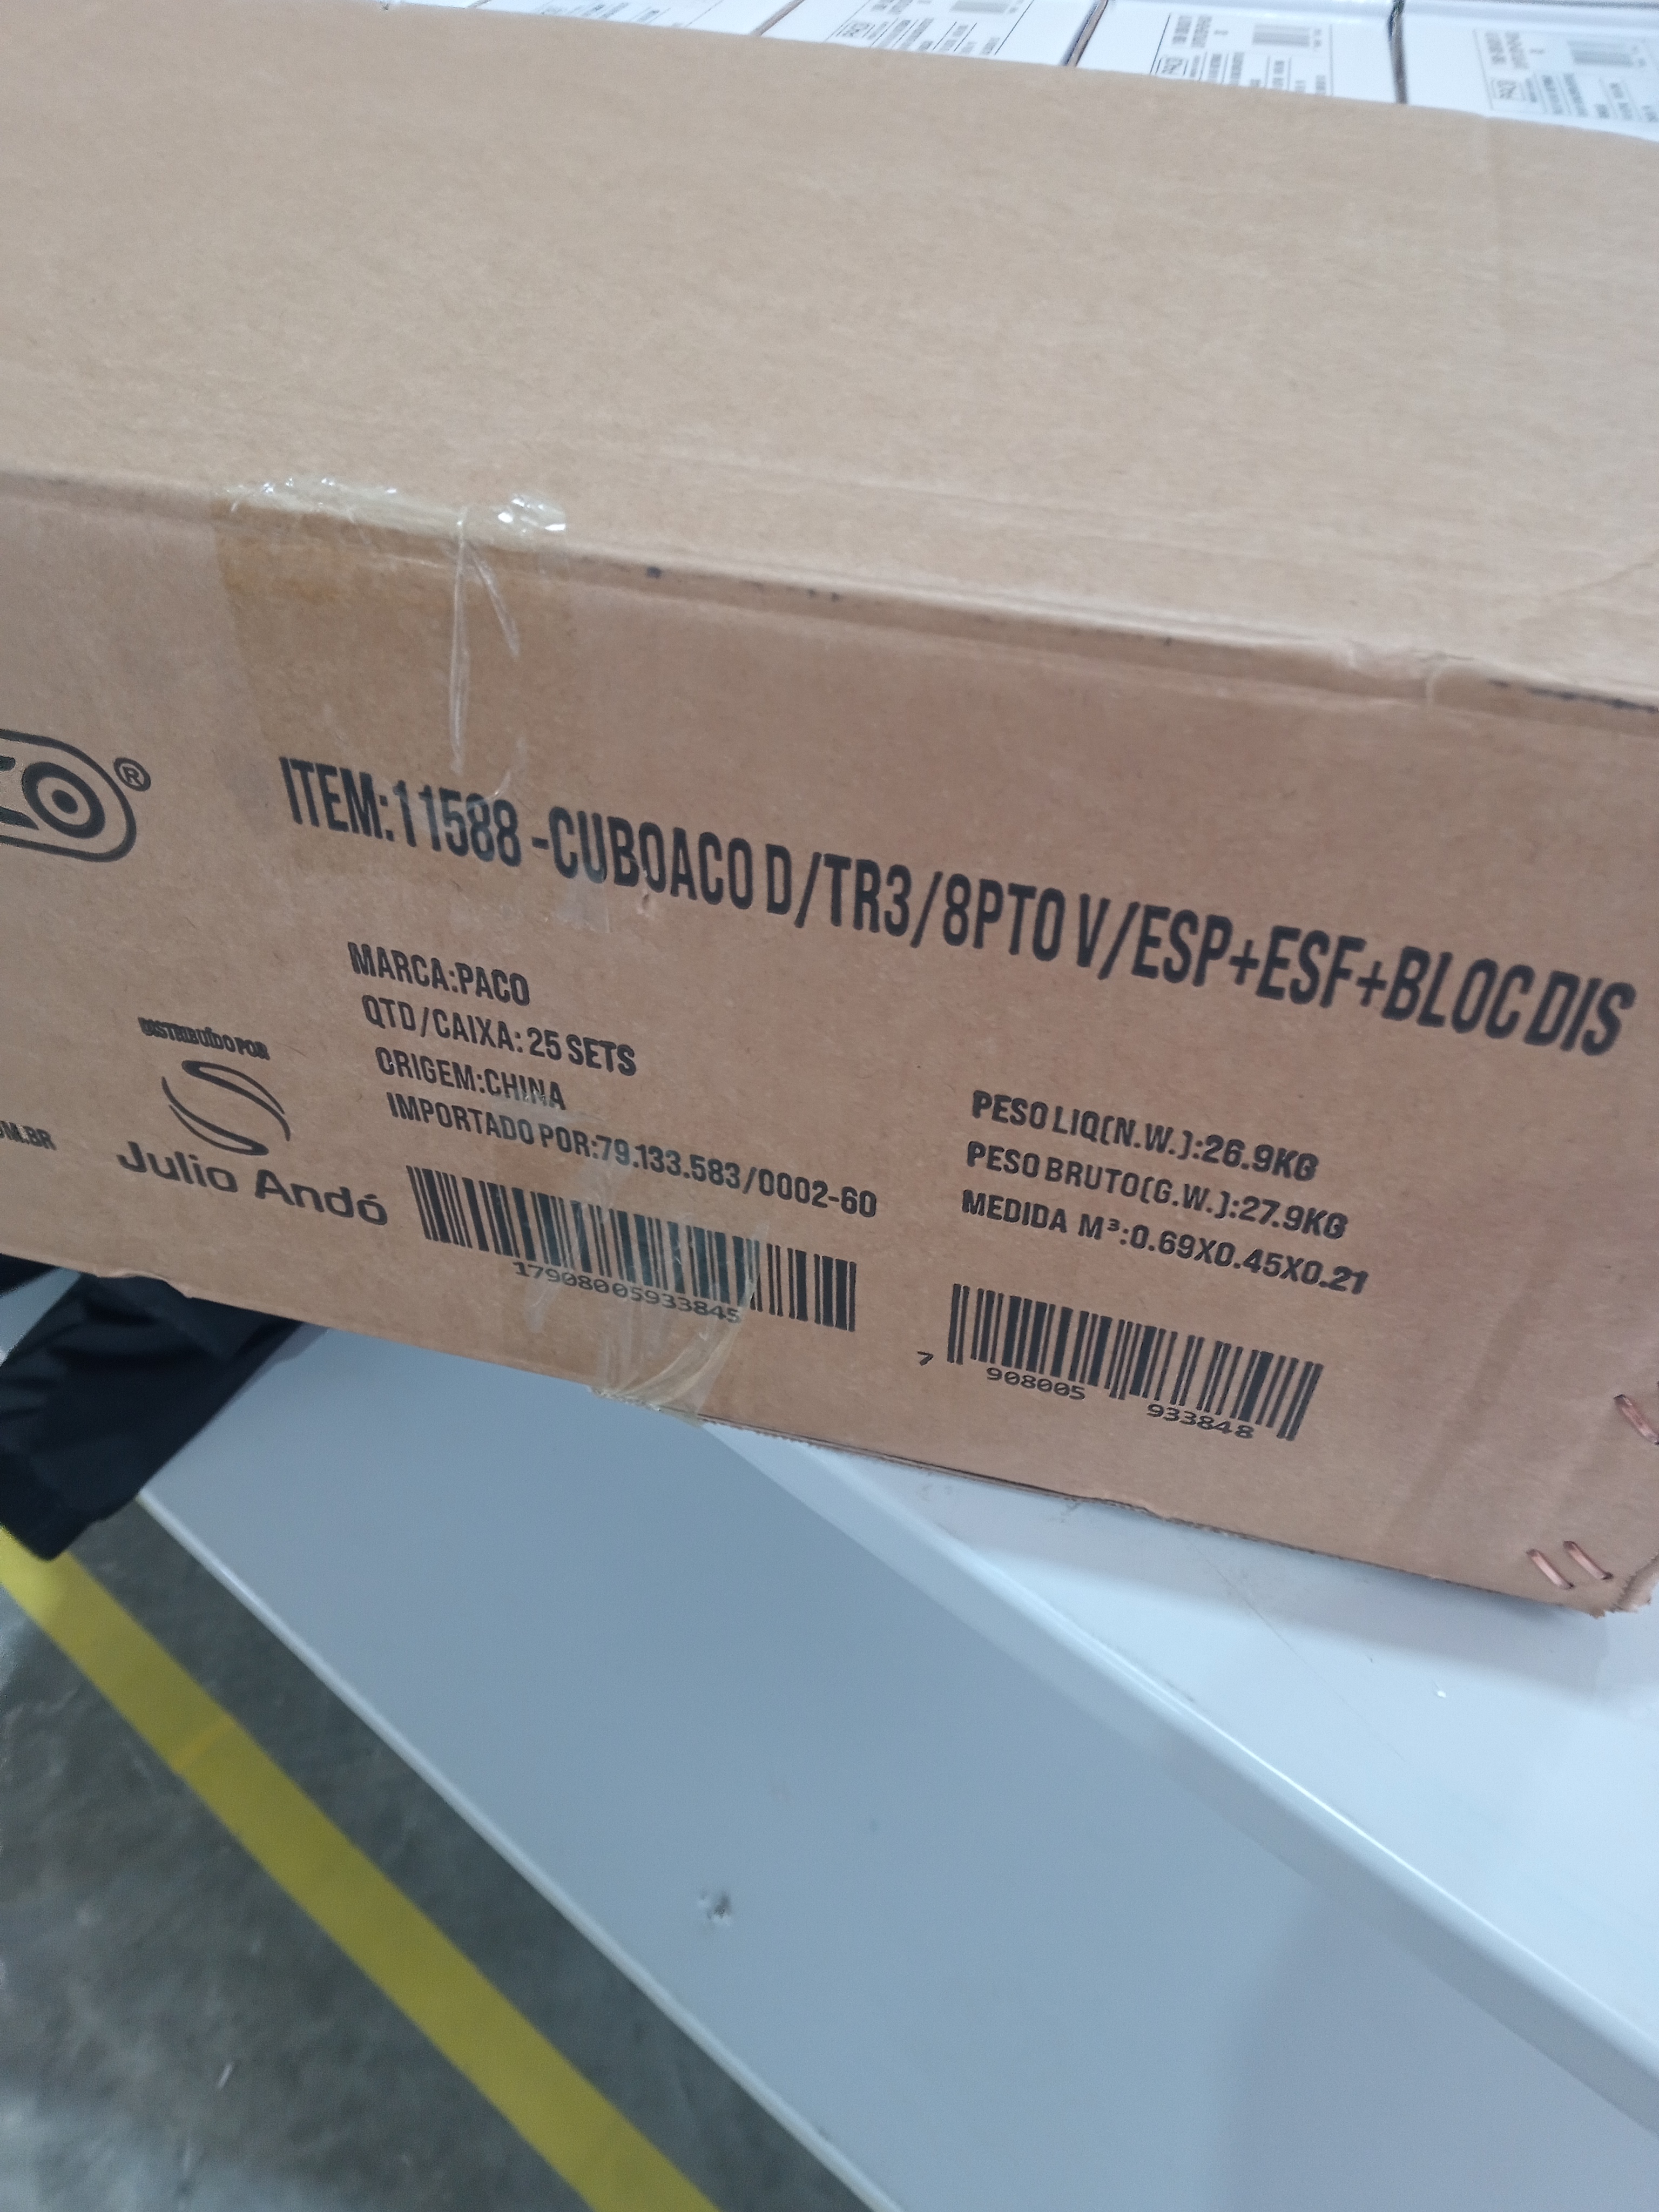 ITEM:11588 -CUBOACO D/TR3/8PTO V/ESP+ESF+BLOC DIS
MARCA:PACO
QTD/CAIXA: 25 SETS
ORIGEM:CHINA
IMPORTADO POR:79.133.583/0002-60
PESO LIQ(N.W.):26.9KG
PESO BRUTO(G.W.):27.9KG
MEDIDA M³:0.69X0.45X0.21
DISTRIBUÍDO POR
Julio Andó
17908005933845
7 908005 933848